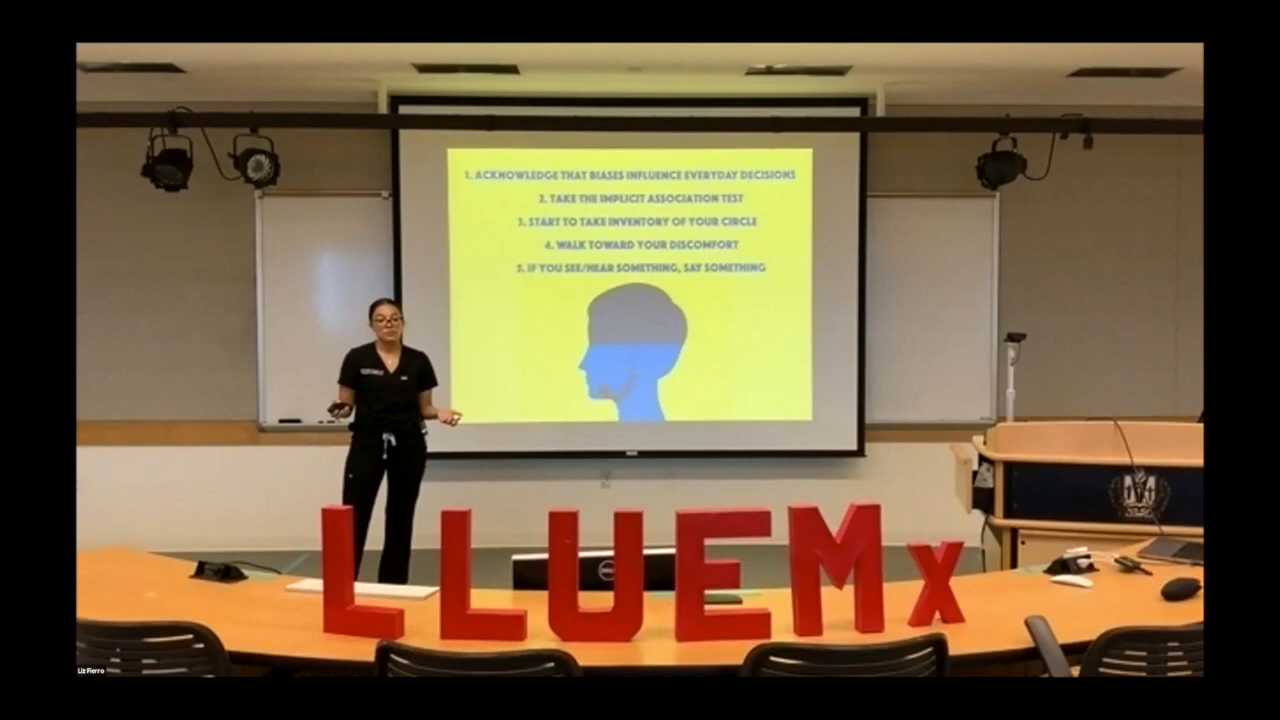 1. ACKNOWLEDGE THAT BIASES INFLUENCE EVERYDAY DECISIONS
2. TAKE THE IMPLICIT ASSOCIATION TEST
3. START TO TAKE INVENTORY OF YOUR CIRCLE
4. WALK TOWARD YOUR DISCOMFORT
5. IF YOU SEE/HEAR SOMETHING, SAY SOMETHING
LLUEMx
DELL
Liz Fierro